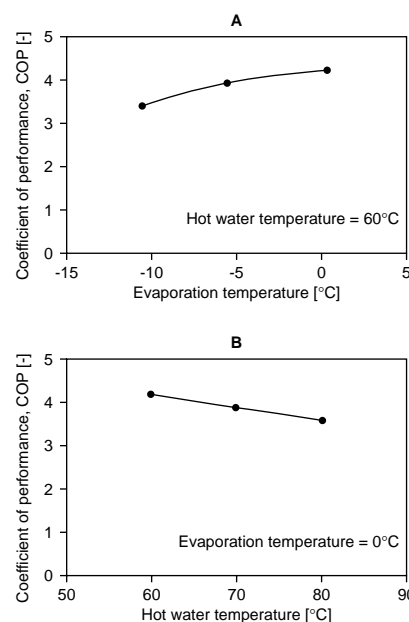 A
Coefficient of performance, COP [-]
5
4
3
2
1
0
Hot water temperature = 60°C
-15 -10 -5 0 5
Evaporation temperature [°C]
B
Coefficient of performance, COP [-]
5
4
3
2
1
0
Evaporation temperature = 0°C
50 60 70 80 90
Hot water temperature [°C]